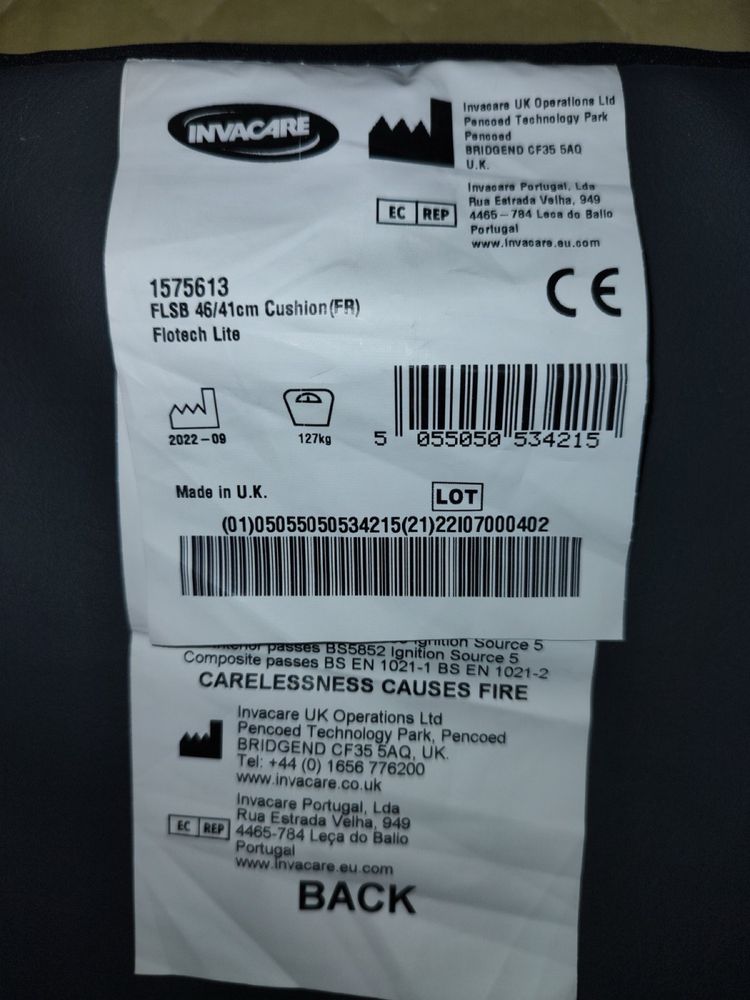 INVACARE
Invacare UK Operations Ltd
Pencoed Technology Park
Pencoed
BRIDGEND CF35 5AQ
U.K.
EC REP
Invacare Portugal, Lda
Rua Estrada Velha, 949
4465-784 Leca do Balio
Portugal
www.invacare.eu.com
1575613
FLSB 46/41cm Cushion(FR)
Flotech Lite
CE
2022-09
127kg
5 055050 534215
Made in U.K.
LOT
(01)05055050534215(21)22I07000402
Interior passes BS5852 Ignition Source 5
Composite passes BS EN 1021-1 BS EN 1021-2
CARELESSNESS CAUSES FIRE
Invacare UK Operations Ltd
Pencoed Technology Park, Pencoed
BRIDGEND CF35 5AQ, UK.
Tel: +44 (0) 1656 776200
www.invacare.co.uk
EC REP
Invacare Portugal, Lda
Rua Estrada Velha, 949
4465-784 Leça do Balio
Portugal
www.invacare.eu.com
BACK